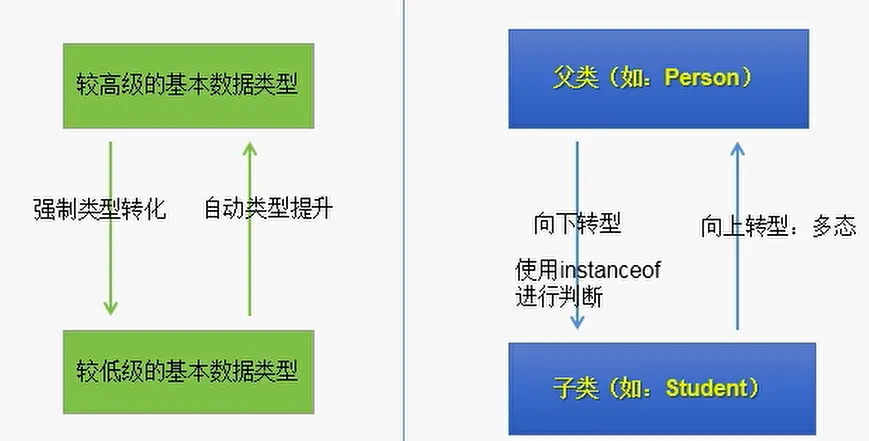 较高级的基本数据类型
强制类型转化
自动类型提升
较低级的基本数据类型
父类（如：Person）
向下转型
使用instanceof
进行判断
向上转型：多态
子类（如：Student）